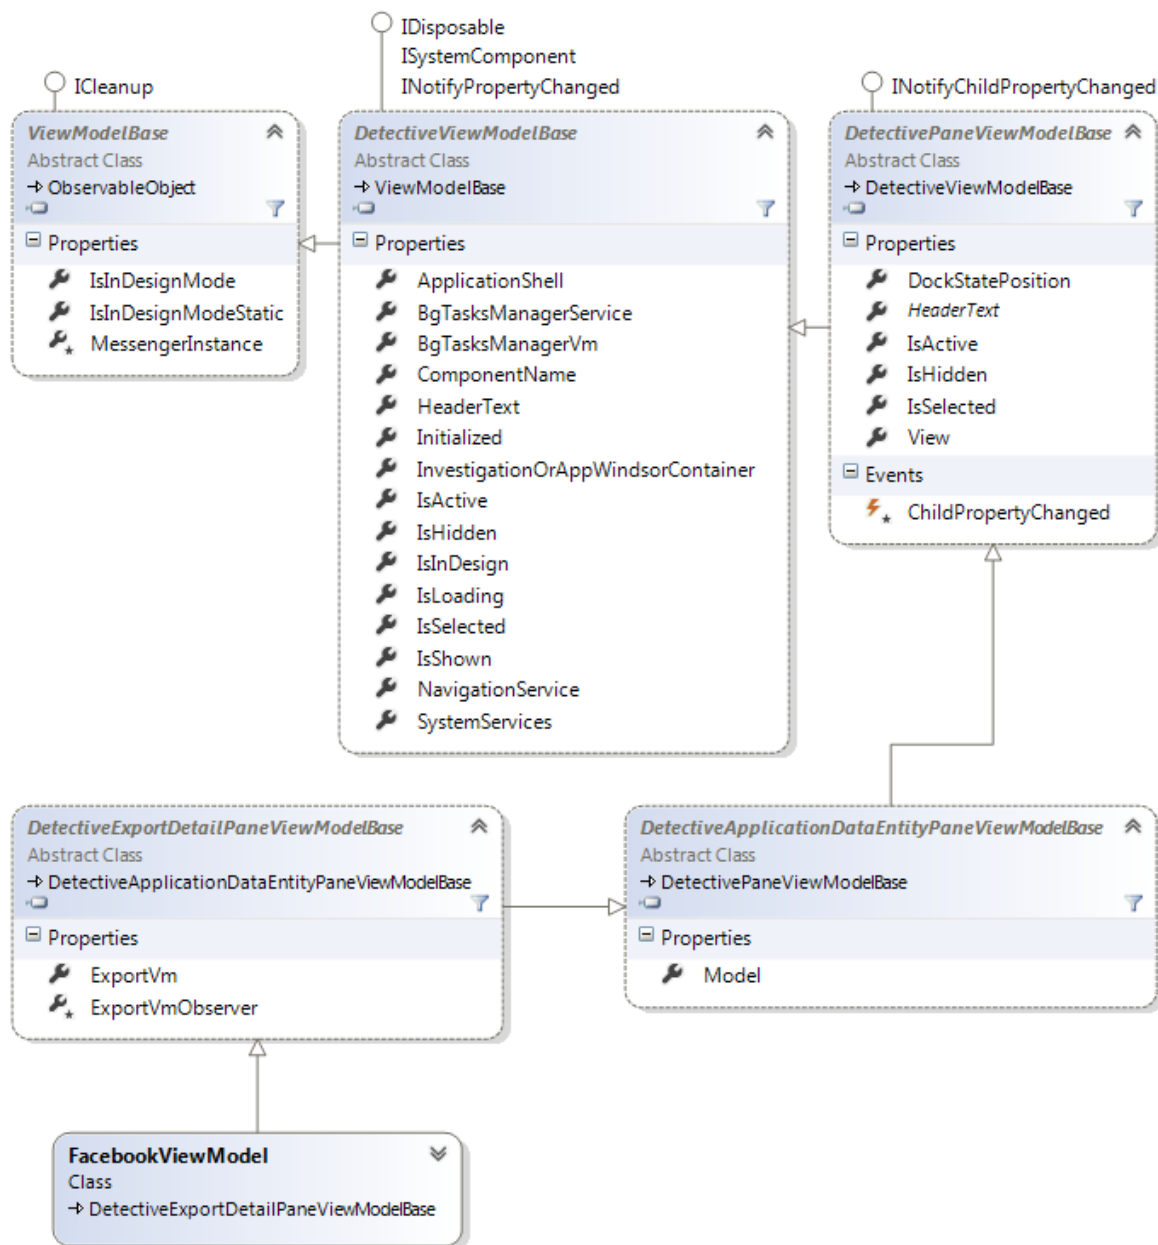 IDisposable
ISystemComponent
INotifyPropertyChanged
ICleanup
INotifyChildPropertyChanged
ViewModelBase
Abstract Class
ObservableObject
Properties
IsInDesignMode
IsInDesignModeStatic
MessengerInstance
DetectiveViewModelBase
Abstract Class
ViewModelBase
Properties
ApplicationShell
BgTasksManagerService
BgTasksManagerVm
ComponentName
HeaderText
Initialized
InvestigationOrAppWindsorContainer
IsActive
IsHidden
IsInDesign
IsLoading
IsSelected
IsShown
NavigationService
SystemServices
DetectivePaneViewModelBase
Abstract Class
DetectiveViewModelBase
Properties
DockStatePosition
HeaderText
IsActive
IsHidden
IsSelected
View
Events
ChildPropertyChanged
DetectiveExportDetailPaneViewModelBase
Abstract Class
DetectiveApplicationDataEntityPaneViewModelBase
Properties
ExportVm
ExportVmObserver
DetectiveApplicationDataEntityPaneViewModelBase
Abstract Class
DetectivePaneViewModelBase
Properties
Model
FacebookViewModel
Class
DetectiveExportDetailPaneViewModelBase